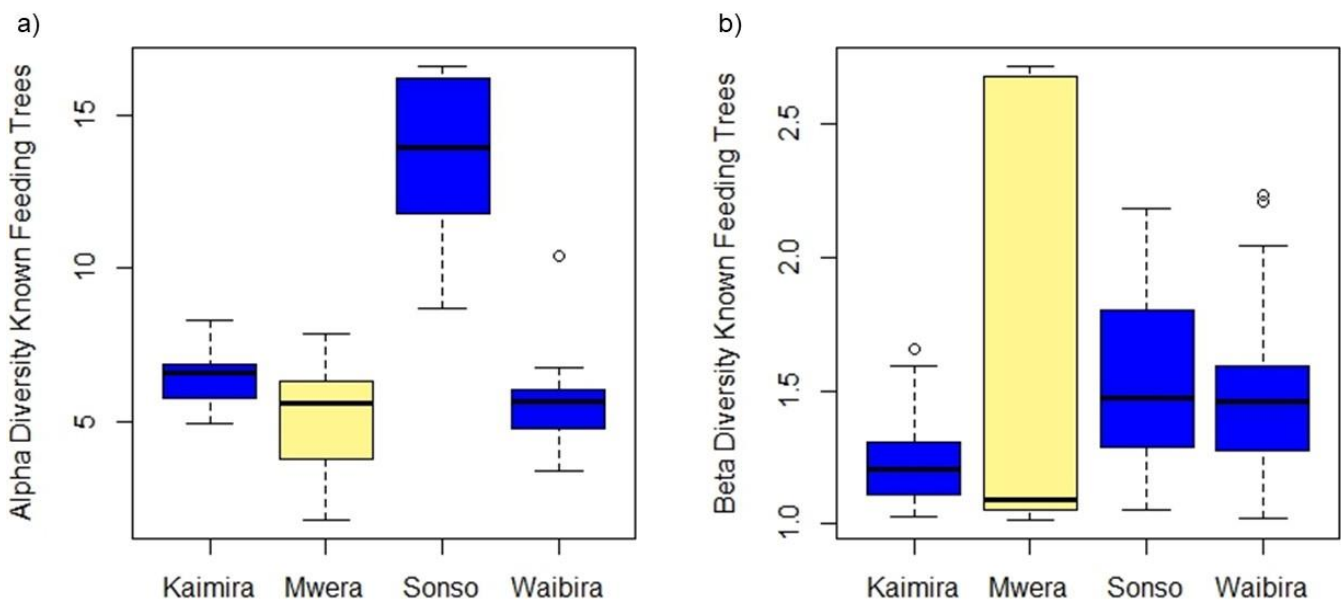 a)
Alpha Diversity Known Feeding Trees
15
10
5
Kaimira Mwera Sonso Waibira
b)
Beta Diversity Known Feeding Trees
2.5
2.0
1.5
1.0
Kaimira Mwera Sonso Waibira